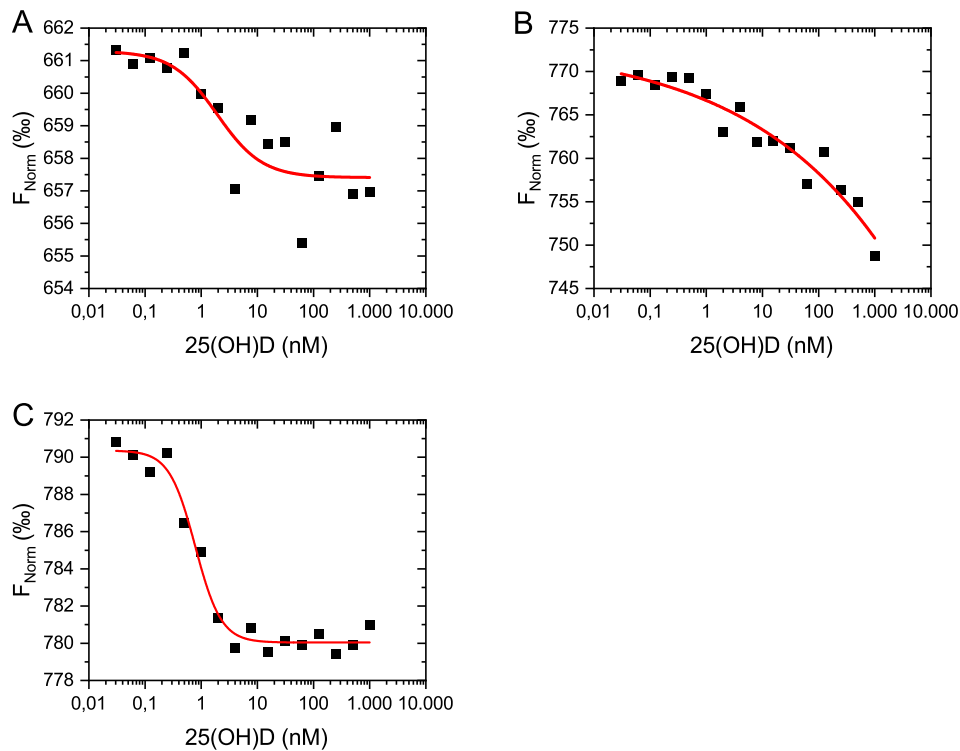 A
662
661
660
659
658
657
656
655
654
F_Norm (‰)
0,01 0,1 1 10 100 1.000 10.000
25(OH)D (nM)
B
775
770
765
760
755
750
745
F_Norm (‰)
0,01 0,1 1 10 100 1.000 10.000
25(OH)D (nM)
C
792
790
788
786
784
782
780
778
F_Norm (‰)
0,01 0,1 1 10 100 1.000 10.000
25(OH)D (nM)